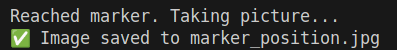 Reached marker. Taking picture...
✅ Image saved to marker_position.jpg